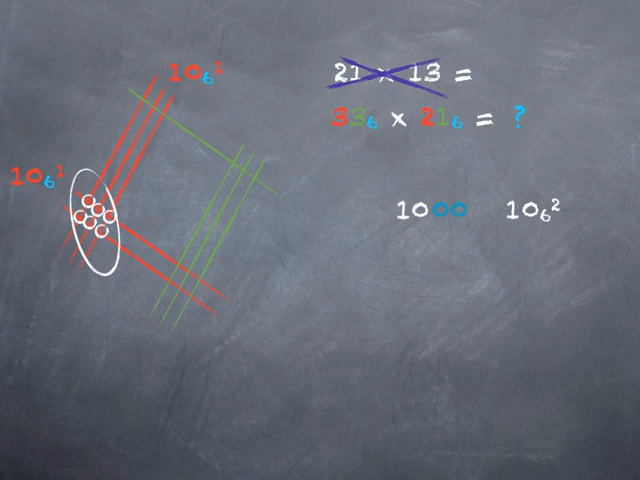 10₆¹
21 x 13 =
33₆ x 21₆ = ?
10₆¹
1000 10₆²